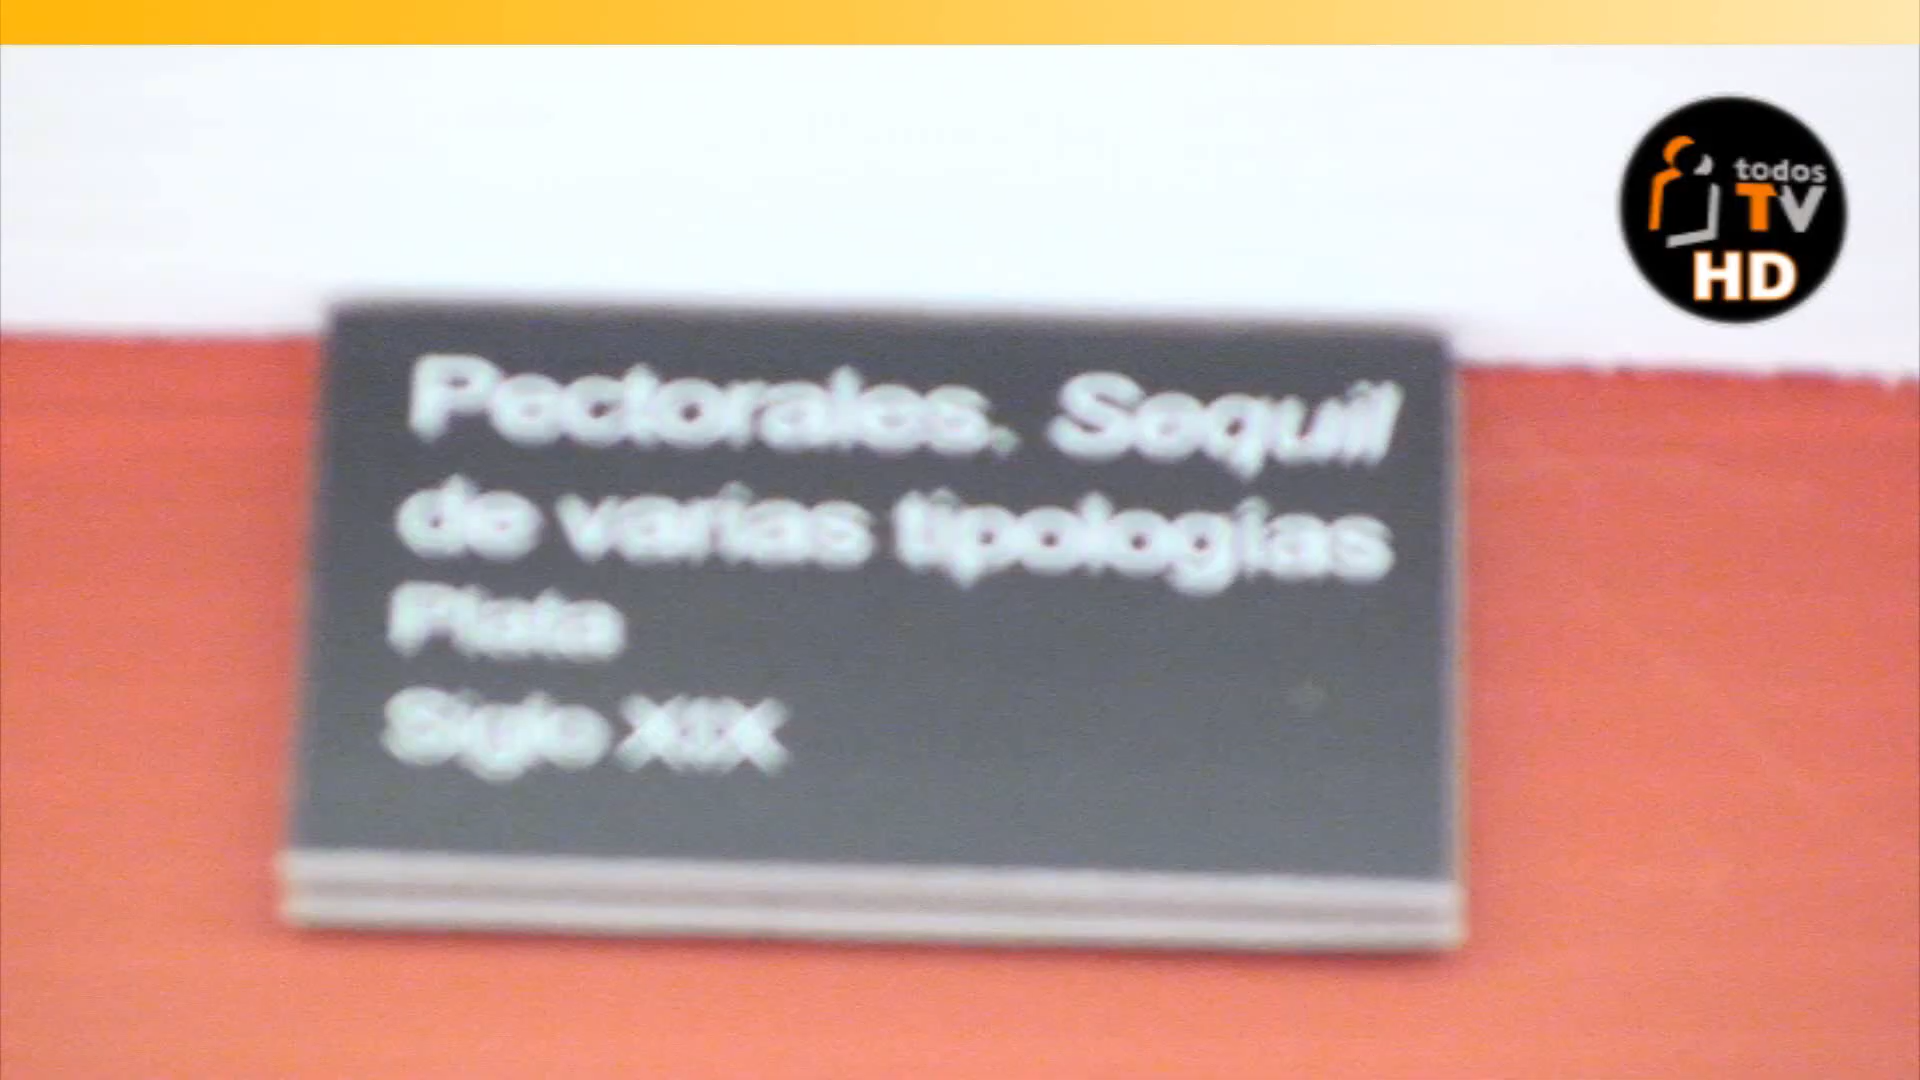 todos
TV
HD
Pectorales. Sequil
de varias tipologías
Plata
Siglo XIX